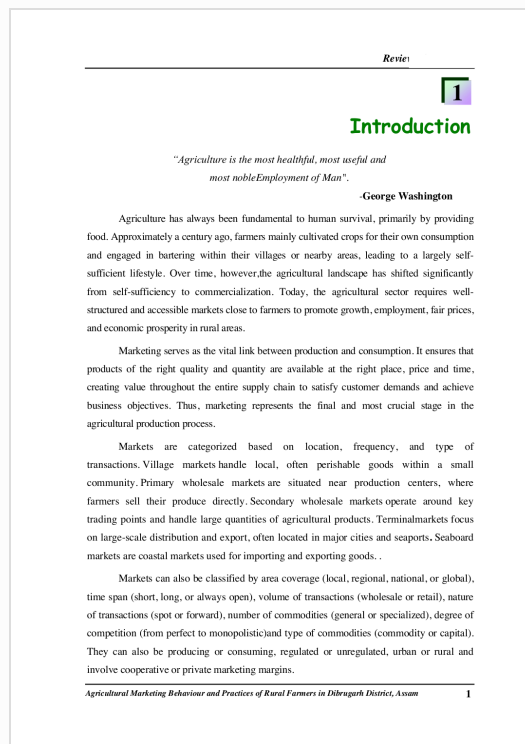 1
Introduction
“Agriculture is the most healthful, most useful and
most nobleEmployment of Man".
-George Washington
Agriculture has always been fundamental to human survival, primarily by providing
food. Approximately a century ago, farmers mainly cultivated crops for their own consumption
and engaged in bartering within their villages or nearby areas, leading to a largely self-
sufficient lifestyle. Over time, however,the agricultural landscape has shifted significantly
from self-sufficiency to commercialization. Today, the agricultural sector requires well-
structured and accessible markets close to farmers to promote growth, employment, fair prices,
and economic prosperity in rural areas.
Marketing serves as the vital link between production and consumption. It ensures that
products of the right quality and quantity are available at the right place, price and time,
creating value throughout the entire supply chain to satisfy customer demands and achieve
business objectives. Thus, marketing represents the final and most crucial stage in the
agricultural production process.
Markets are categorized based on location, frequency, and type of
transactions. Village markets handle local, often perishable goods within a small
community. Primary wholesale markets are situated near production centers, where
farmers sell their produce directly. Secondary wholesale markets operate around key
trading points and handle large quantities of agricultural products. Terminalmarkets focus
on large-scale distribution and export, often located in major cities and seaports. Seaboard
markets are coastal markets used for importing and exporting goods. .
Markets can also be classified by area coverage (local, regional, national, or global),
time span (short, long, or always open), volume of transactions (wholesale or retail), nature
of transactions (spot or forward), number of commodities (general or specialized), degree of
competition (from perfect to monopolistic)and type of commodities (commodity or capital).
They can also be producing or consuming, regulated or unregulated, urban or rural and
involve cooperative or private marketing margins.
Agricultural Marketing Behaviour and Practices of Rural Farmers in Dibrugarh District, Assam 1